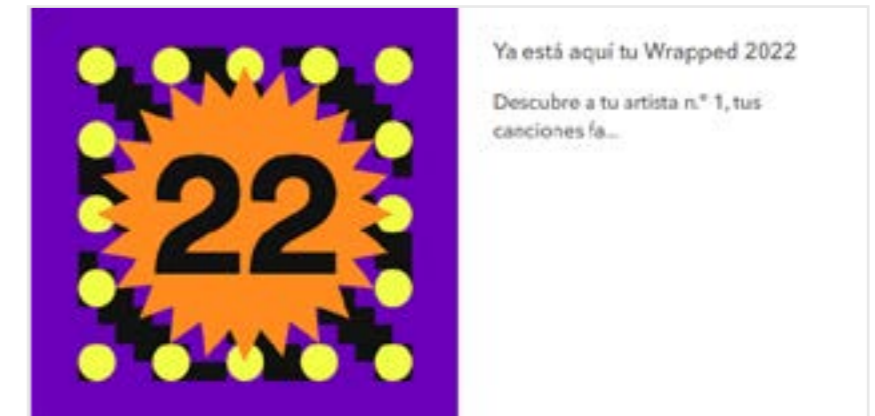 22
Ya está aquí tu Wrapped 2022
Descubre a tu artista n.° 1, tus
canciones fa...